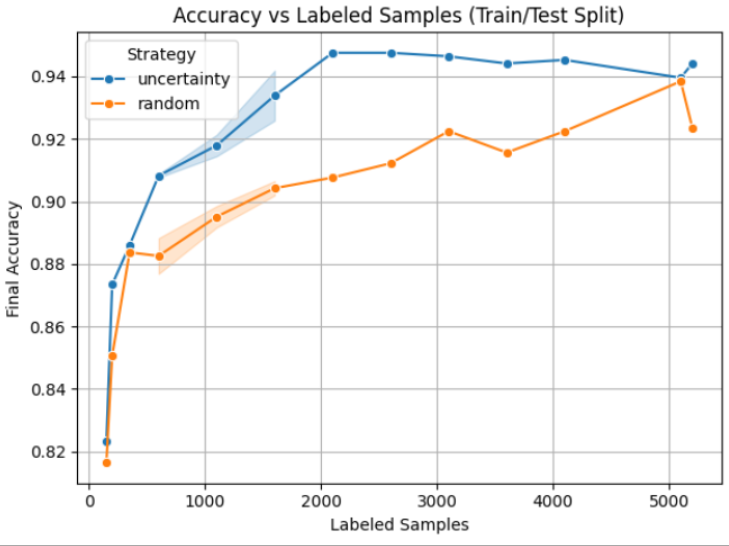 Accuracy vs Labeled Samples (Train/Test Split)
Strategy
uncertainty
random
Final Accuracy
0.94
0.92
0.90
0.88
0.86
0.84
0.82
0 1000 2000 3000 4000 5000
Labeled Samples